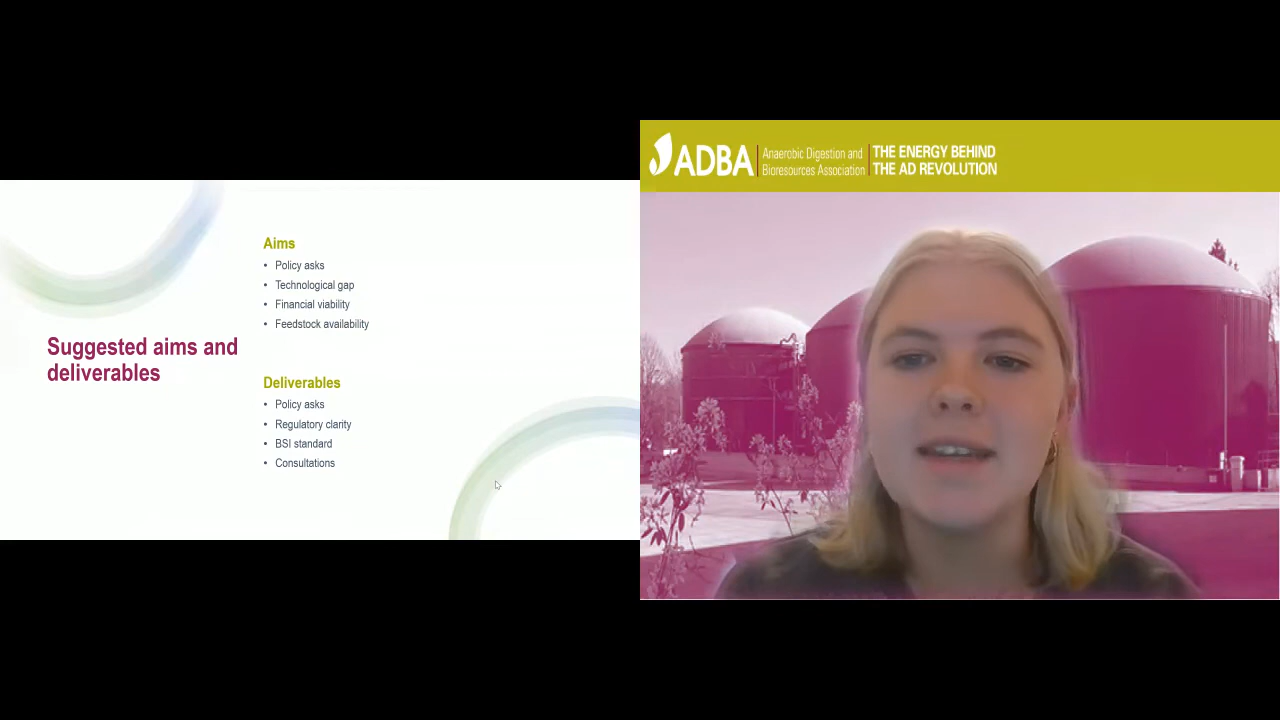 Suggested aims and
deliverables
Aims
• Policy asks
• Technological gap
• Financial viability
• Feedstock availability
Deliverables
• Policy asks
• Regulatory clarity
• BSI standard
• Consultations
ADBA
Anaerobic Digestion and
Bioresources Association
THE ENERGY BEHIND
THE AD REVOLUTION